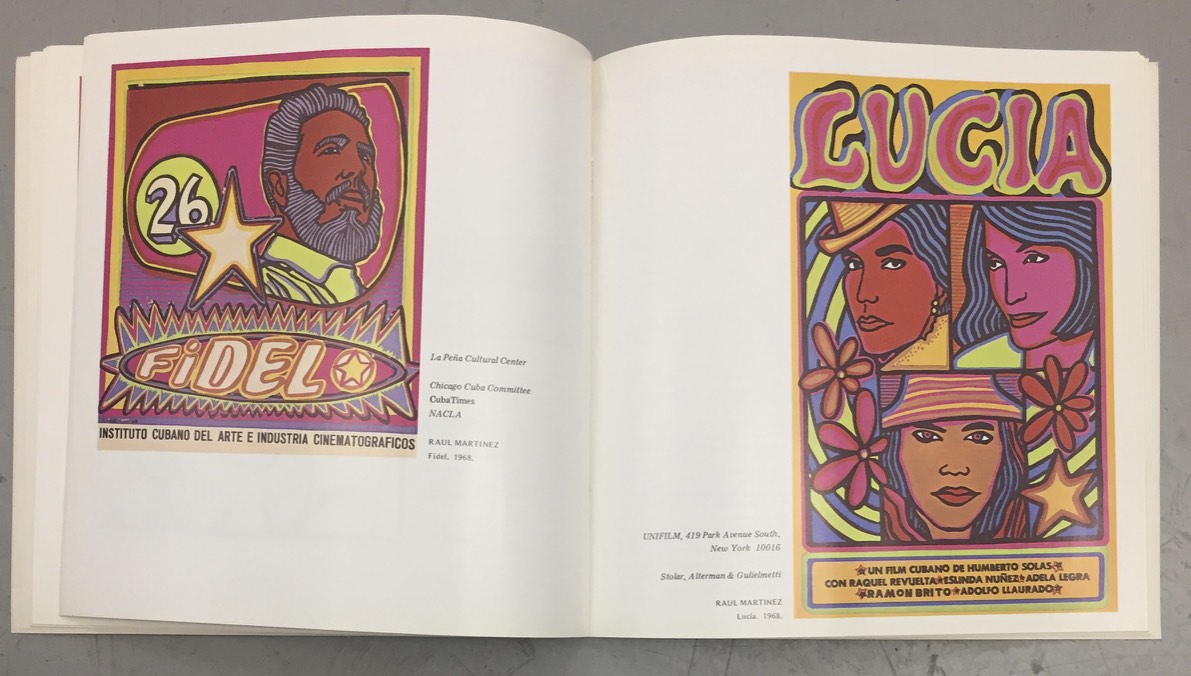 26
FiDEL
INSTITUTO CUBANO DEL ARTE E INDUSTRIA CINEMATOGRAFICOS
La Peña Cultural Center
Chicago Cuba Committee
CubaTimes
NACLA
RAUL MARTINEZ
Fidel. 1968.
LUCIA
UN FILM CUBANO DE HUMBERTO SOLAS
CON RAQUEL REVUELTA★ESLINDA NUÑEZ★ADELA LEGRA
RAMON BRITO★ADOLFO LLAURADO
UNIFILM, 419 Park Avenue South,
New York 10016
Stolar, Alterman & Gulielmetti
RAUL MARTINEZ
Lucía. 1968.